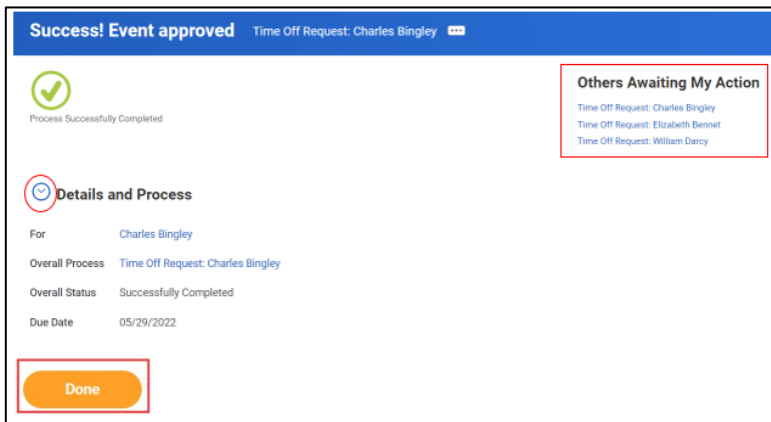 Success! Event approved Time Off Request: Charles Bingley
Process Successfully Completed
Others Awaiting My Action
Time Off Request: Charles Bingley
Time Off Request: Elizabeth Bennet
Time Off Request: William Darcy
Details and Process
For Charles Bingley
Overall Process Time Off Request: Charles Bingley
Overall Status Successfully Completed
Due Date 05/29/2022
Done